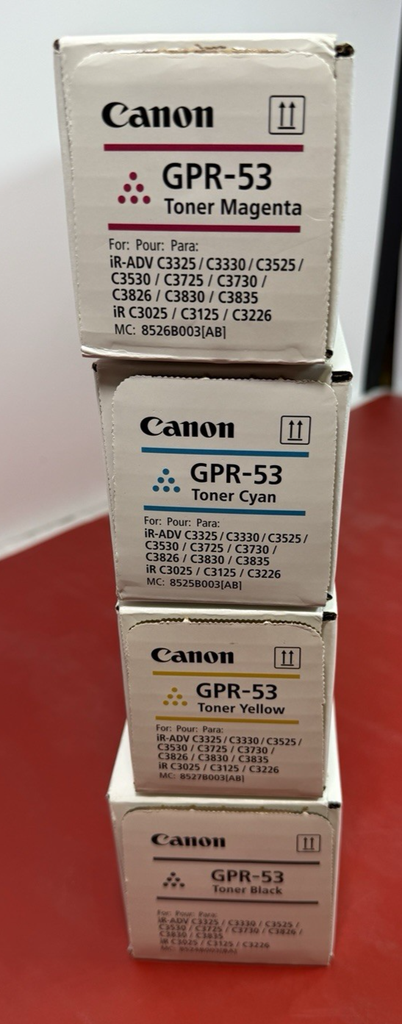 Canon
GPR-53
Toner Magenta
For: Pour: Para:
iR-ADV C3325 / C3330 / C3525 /
C3530 / C3725 / C3730 /
C3826 / C3830 / C3835
iR C3025 / C3125 / C3226
MC: 8526B003[AB]
Canon
GPR-53
Toner Cyan
For: Pour: Para:
iR-ADV C3325 / C3330 / C3525 /
C3530 / C3725 / C3730 /
C3826 / C3830 / C3835
iR C3025 / C3125 / C3226
MC: 8525B003[AB]
Canon
GPR-53
Toner Yellow
For: Pour: Para:
iR-ADV C3325 / C3330 / C3525 /
C3530 / C3725 / C3730 /
C3826 / C3830 / C3835
iR C3025 / C3125 / C3226
MC: 8527B003[AB]
Canon
GPR-53
Toner Black
For: Pour: Para:
iR-ADV C3325 / C3330 / C3525 /
C3530 / C3725 / C3730 / C3826 /
C3830 / C3835
iR C3025 / C3125 / C3226